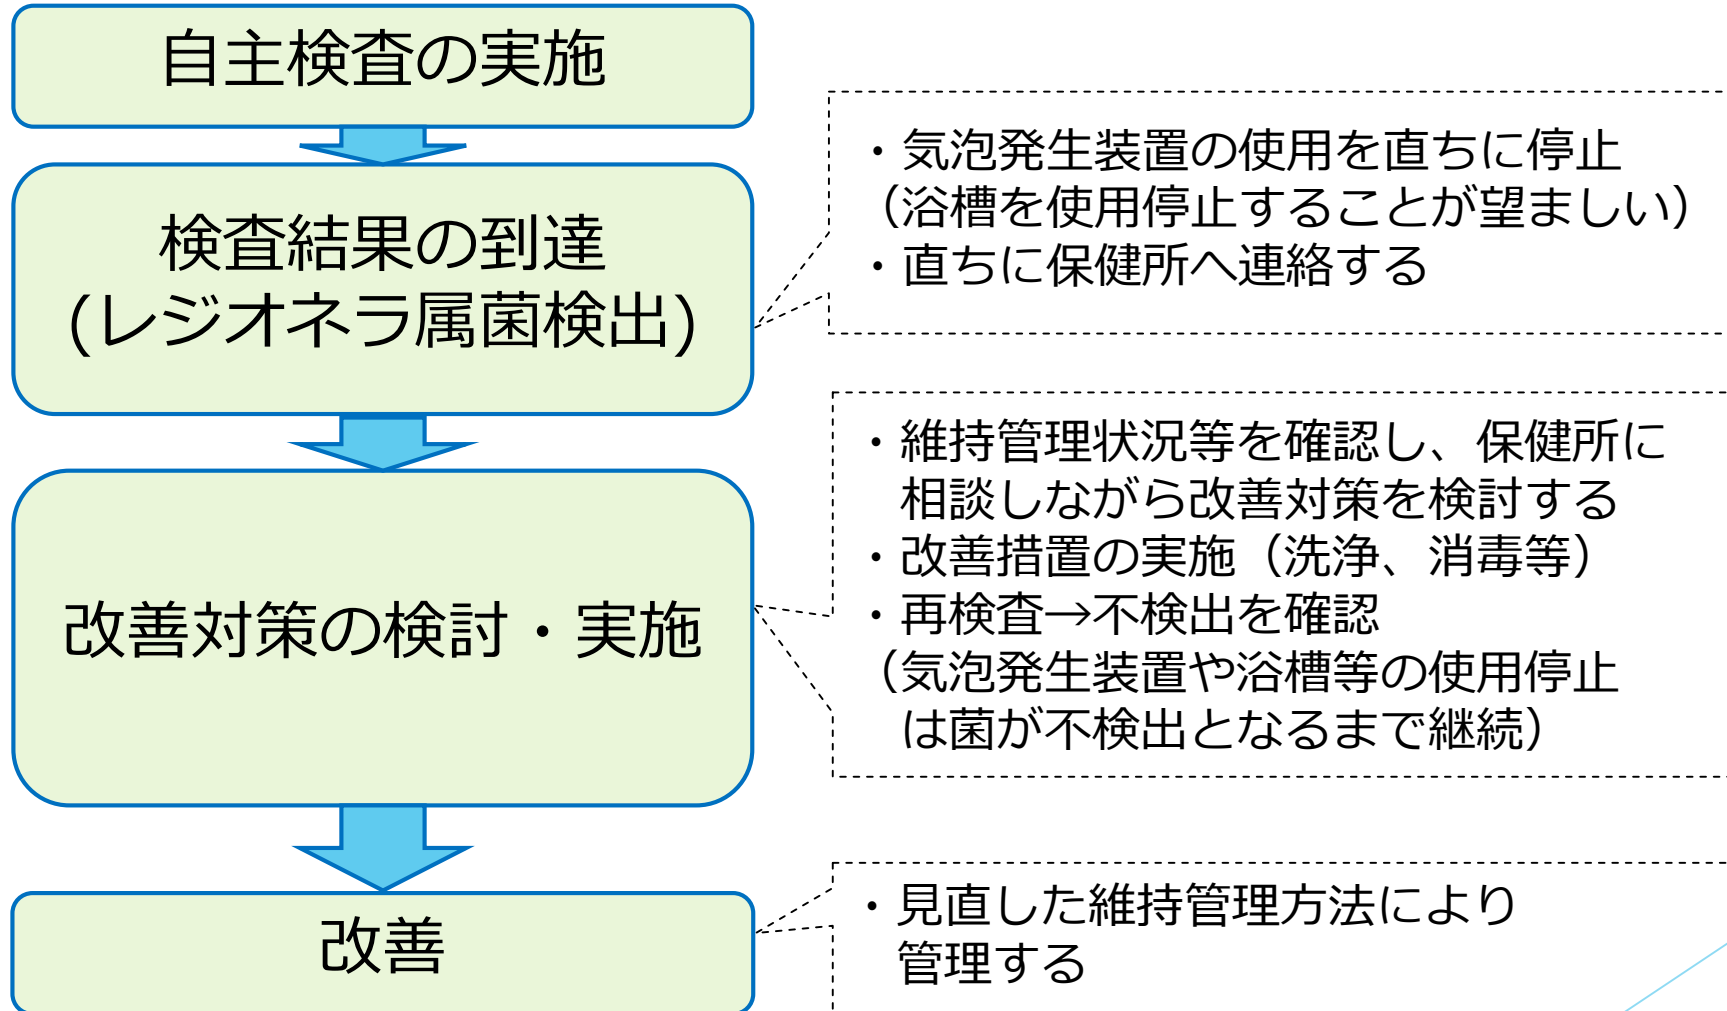 自主検査の実施
検査結果の到達
(レジオネラ属菌検出)
・気泡発生装置の使用を直ちに停止
（浴槽を使用停止することが望ましい）
・直ちに保健所へ連絡する
改善対策の検討・実施
・維持管理状況等を確認し、保健所に
相談しながら改善対策を検討する
・改善措置の実施（洗浄、消毒等）
・再検査→不検出を確認
（気泡発生装置や浴槽等の使用停止
は菌が不検出となるまで継続）
改善
・見直した維持管理方法により
管理する